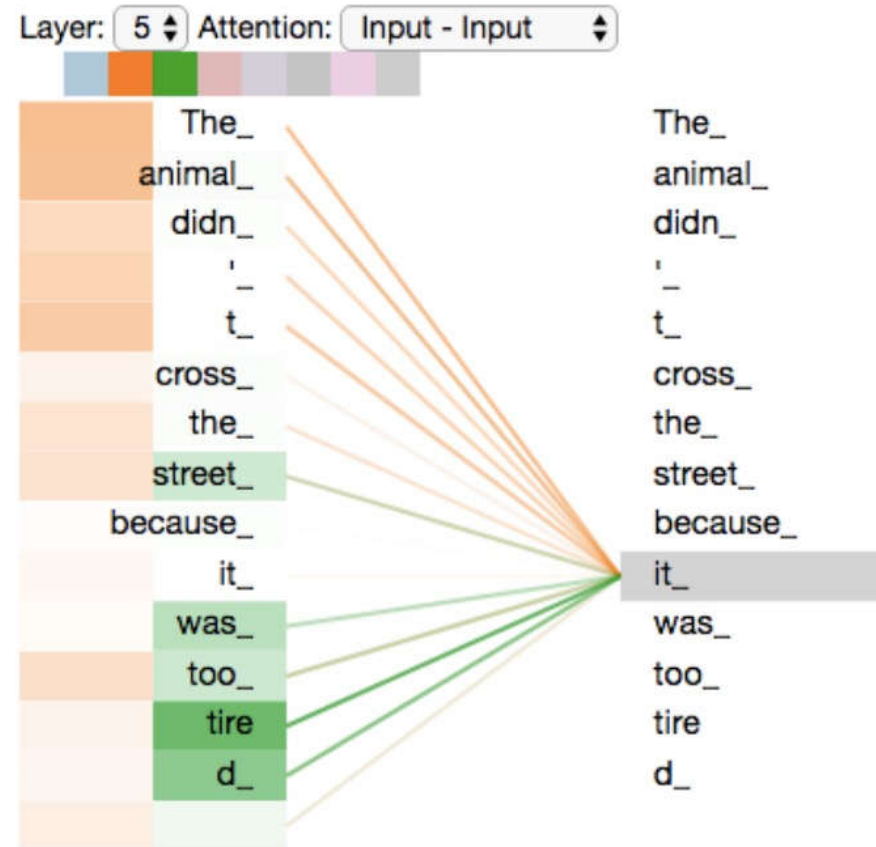 Layer: 5 Attention: Input - Input
The_ The_
animal_ animal_
didn_ didn_
'_ '_
t_ t_
cross_ cross_
the_ the_
street_ street_
because_ because_
it_ it_
was_ was_
too_ too_
tire tire
d_ d_